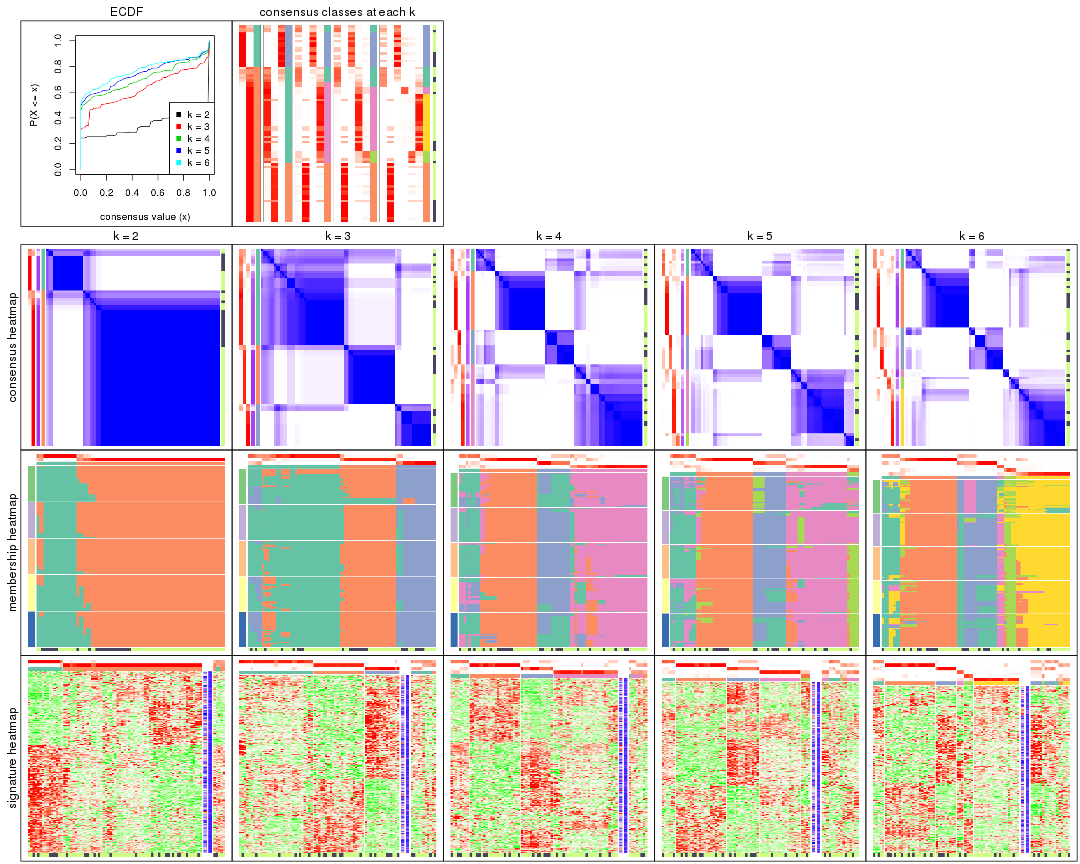 ECDF
consensus classes at each k
P(X <= x)
0.0 0.2 0.4 0.6 0.8 1.0
k = 2
k = 3
k = 4
k = 5
k = 6
0.0 0.2 0.4 0.6 0.8 1.0
consensus value (x)
k = 2 k = 3 k = 4 k = 5 k = 6
consensus heatmap
membership heatmap
signature heatmap